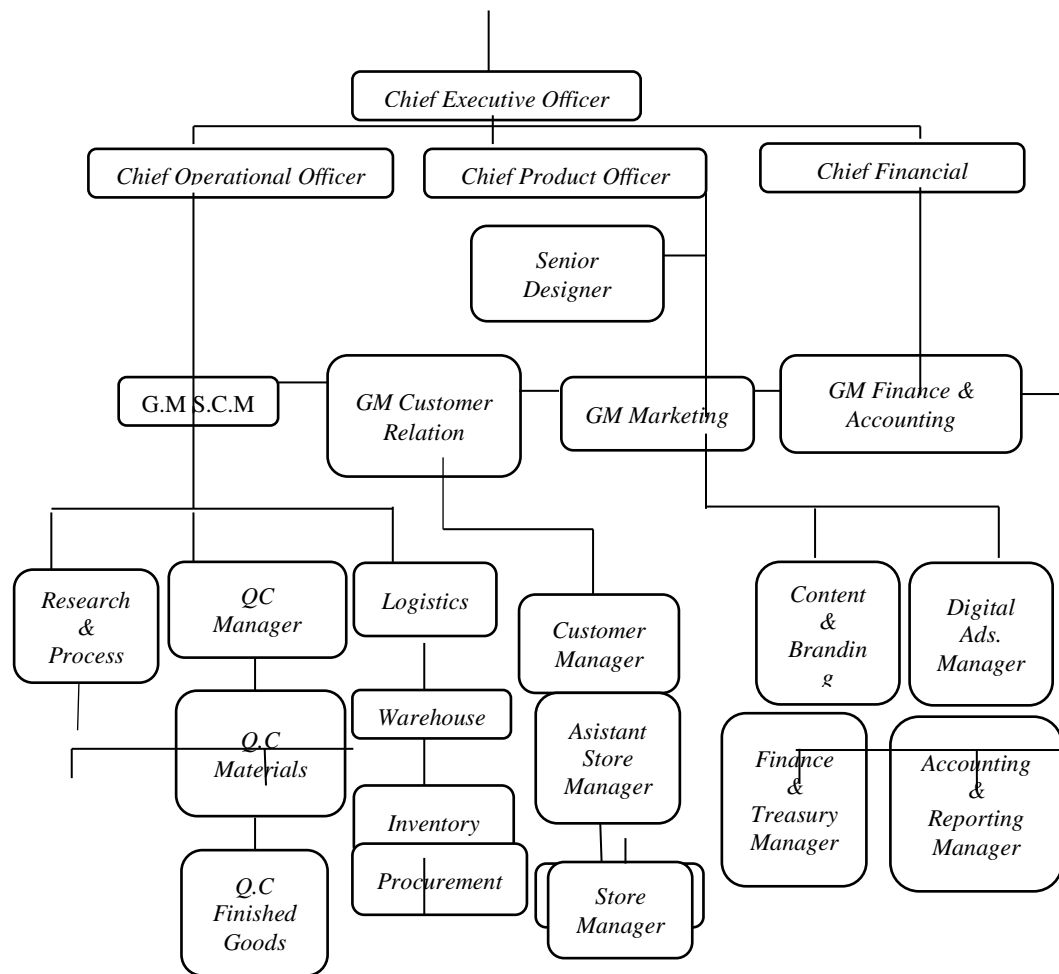 Chief Executive Officer
Chief Operational Officer
Chief Product Officer
Chief Financial
Senior
Designer
G.M S.C.M
GM Customer
Relation
GM Marketing
GM Finance &
Accounting
Research
&
Process
QC
Manager
Logistics
Customer
Manager
Content
&
Brandin
g
Digital
Ads.
Manager
Q.C
Materials
Warehouse
Asistant
Store
Manager
Finance
&
Treasury
Manager
Accounting
&
Reporting
Manager
Inventory
Procurement
Q.C
Finished
Goods
Store
Manager